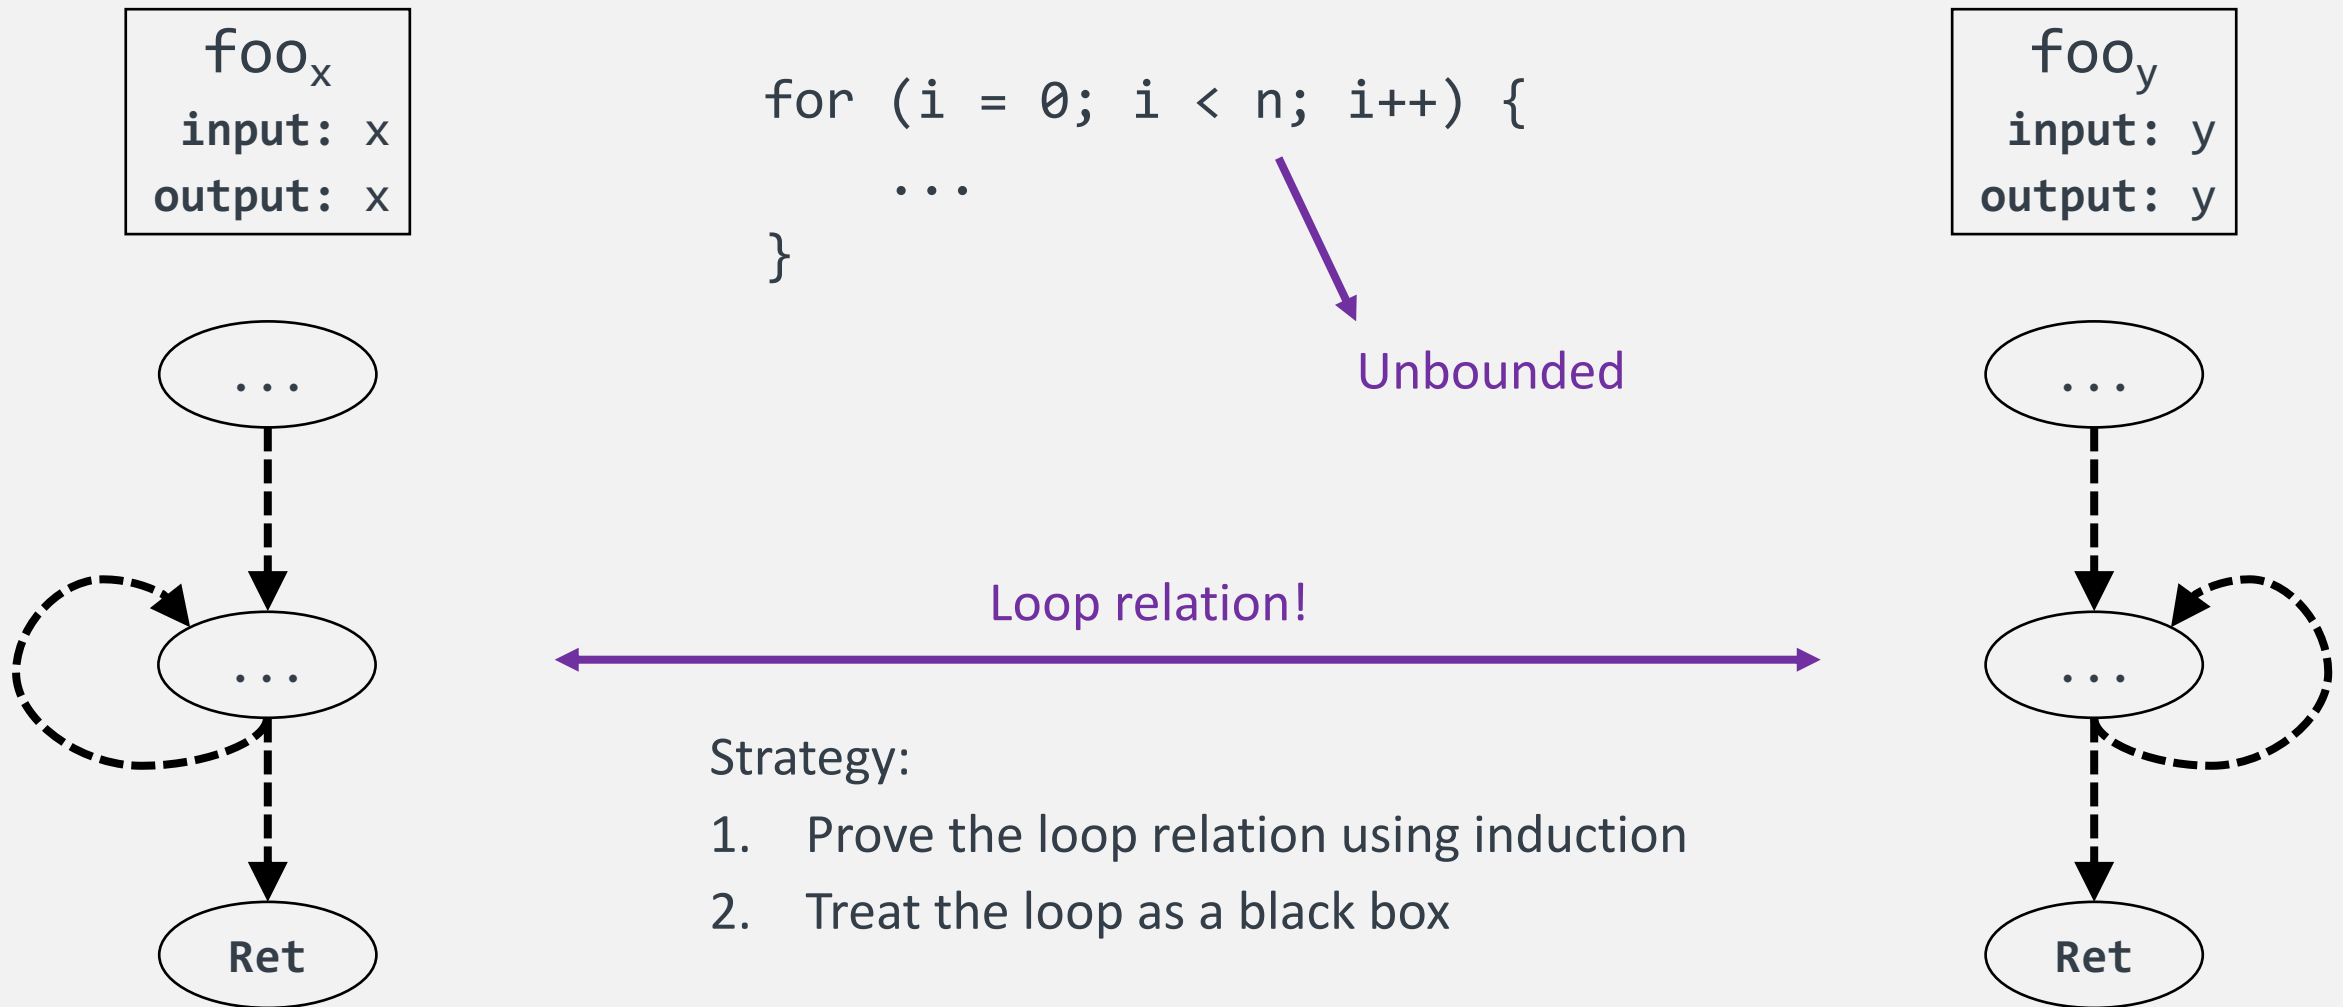 fooₓ
input: x
output: x
for (i = 0; i < n; i++) {
...
}
Unbounded
foo_y
input: y
output: y
...
...
Loop relation!
...
...
Strategy:
1. Prove the loop relation using induction
2. Treat the loop as a black box
Ret
Ret